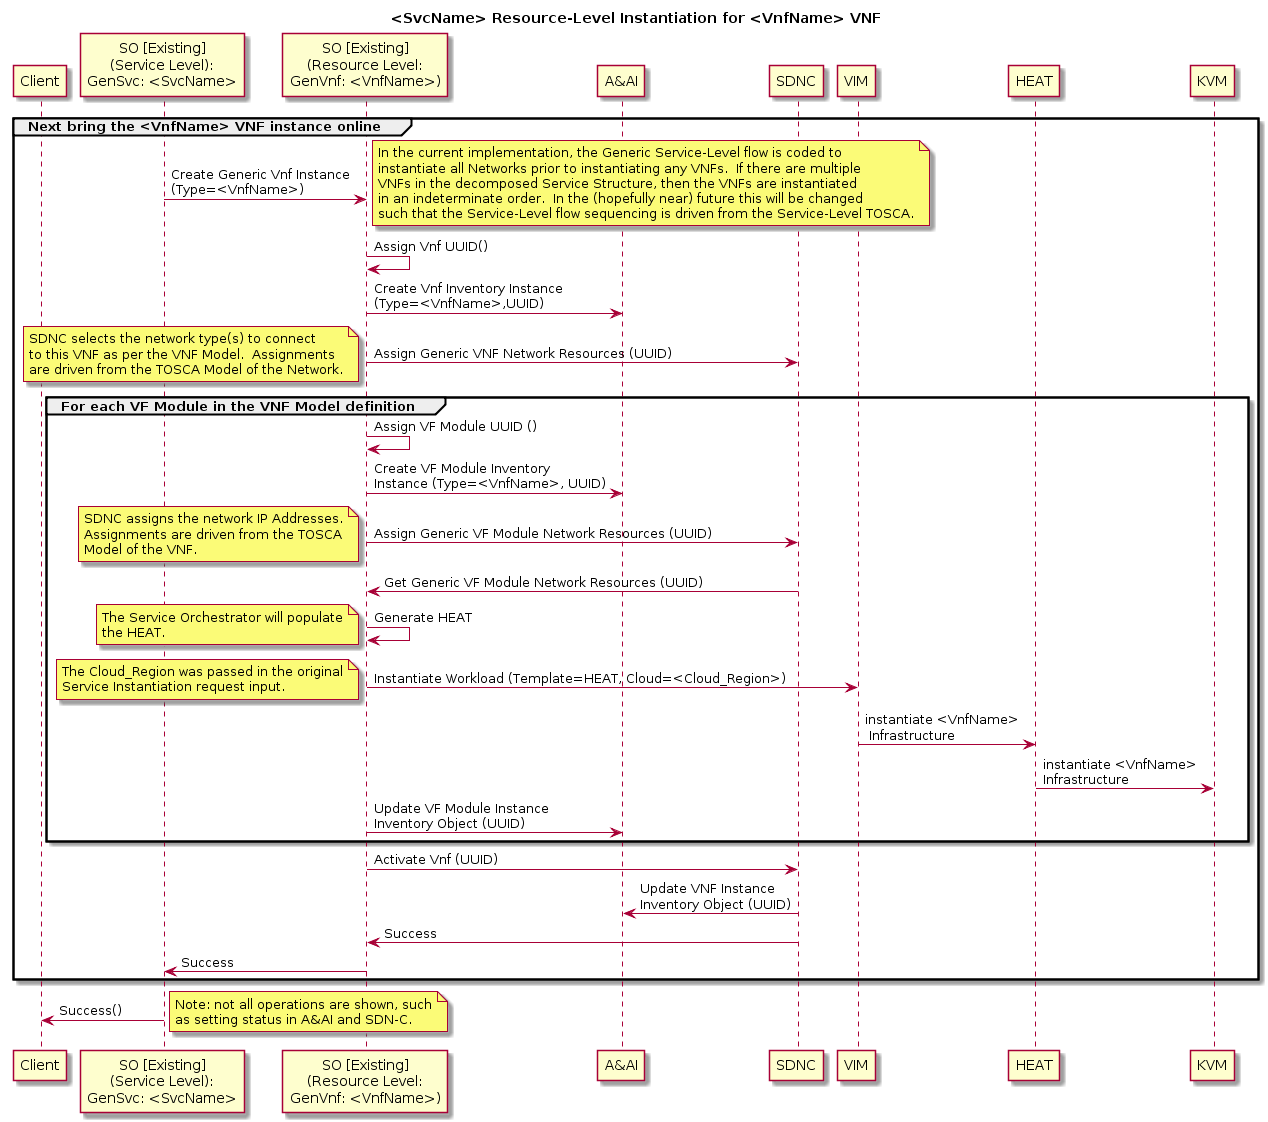 <SvcName> Resource-Level Instantiation for <VnfName> VNF
Client
SO [Existing]
(Service Level):
GenSvc: <SvcName>
SO [Existing]
(Resource Level:
GenVnf: <VnfName>)
A&AI
SDNC
VIM
HEAT
KVM
Next bring the <VnfName> VNF instance online
Create Generic Vnf Instance
(Type=<VnfName>)
In the current implementation, the Generic Service-Level flow is coded to
instantiate all Networks prior to instantiating any VNFs.  If there are multiple
VNFs in the decomposed Service Structure, then the VNFs are instantiated
in an indeterminate order.  In the (hopefully near) future this will be changed
such that the Service-Level flow sequencing is driven from the Service-Level TOSCA.
Assign Vnf UUID()
Create Vnf Inventory Instance
(Type=<VnfName>,UUID)
SDNC selects the network type(s) to connect
to this VNF as per the VNF Model.  Assignments
are driven from the TOSCA Model of the Network.
Assign Generic VNF Network Resources (UUID)
For each VF Module in the VNF Model definition
Assign VF Module UUID ()
Create VF Module Inventory
Instance (Type=<VnfName>, UUID)
SDNC assigns the network IP Addresses.
Assignments are driven from the TOSCA
Model of the VNF.
Assign Generic VF Module Network Resources (UUID)
Get Generic VF Module Network Resources (UUID)
The Service Orchestrator will populate
the HEAT.
Generate HEAT
The Cloud_Region was passed in the original
Service Instantiation request input.
Instantiate Workload (Template=HEAT, Cloud=<Cloud_Region>)
instantiate <VnfName>
Infrastructure
instantiate <VnfName>
Infrastructure
Update VF Module Instance
Inventory Object (UUID)
Activate Vnf (UUID)
Update VNF Instance
Inventory Object (UUID)
Success
Success
Success()
Note: not all operations are shown, such
as setting status in A&AI and SDN-C.
Client
SO [Existing]
(Service Level):
GenSvc: <SvcName>
SO [Existing]
(Resource Level:
GenVnf: <VnfName>)
A&AI
SDNC
VIM
HEAT
KVM